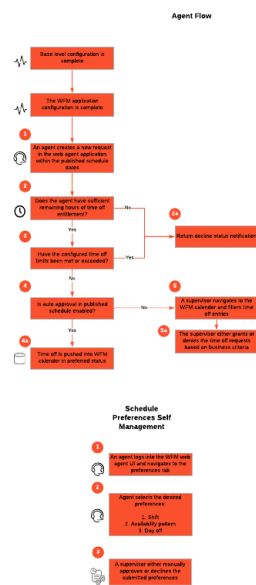 Agent Flow
Base level configuration is
complete
The WFM application
configuration is complete
1
An agent creates a new request
in the web agent application
within the published schedule
dates
2
Does the agent have sufficient
remaining hours of time off
entitlement?
No
2a
Return decline status notification
Yes
3
Have the configured time off
limits been met or exceeded?
Yes
No
4
Is auto approval in published
schedule enabled?
No
5
A supervisor navigates to the
WFM calender and filters time
off entries
Yes
5a
The supervisor either grants or
denies the time off requests
based on business criteria
4a
Time off is pushed into WFM
calender in preferred status
Schedule
Preferences Self
Management
1
An agent logs into the WFM web
agent UI and navigates to the
preferences tab
2
Agent selects the desired
preferences:
1. Shift
2. Availability pattern
3. Day off
3
A supervisor either manually
approves or declines the
submitted preferences